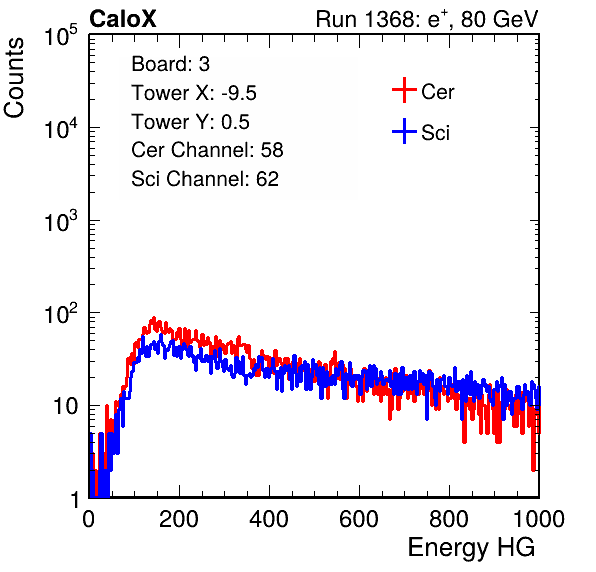 CaloX Run 1368: e⁺, 80 GeV
Counts
10⁵
10⁴
10³
10²
10
1
Board: 3
Tower X: -9.5
Tower Y: 0.5
Cer Channel: 58
Sci Channel: 62
Cer
Sci
0 200 400 600 800 1000
Energy HG